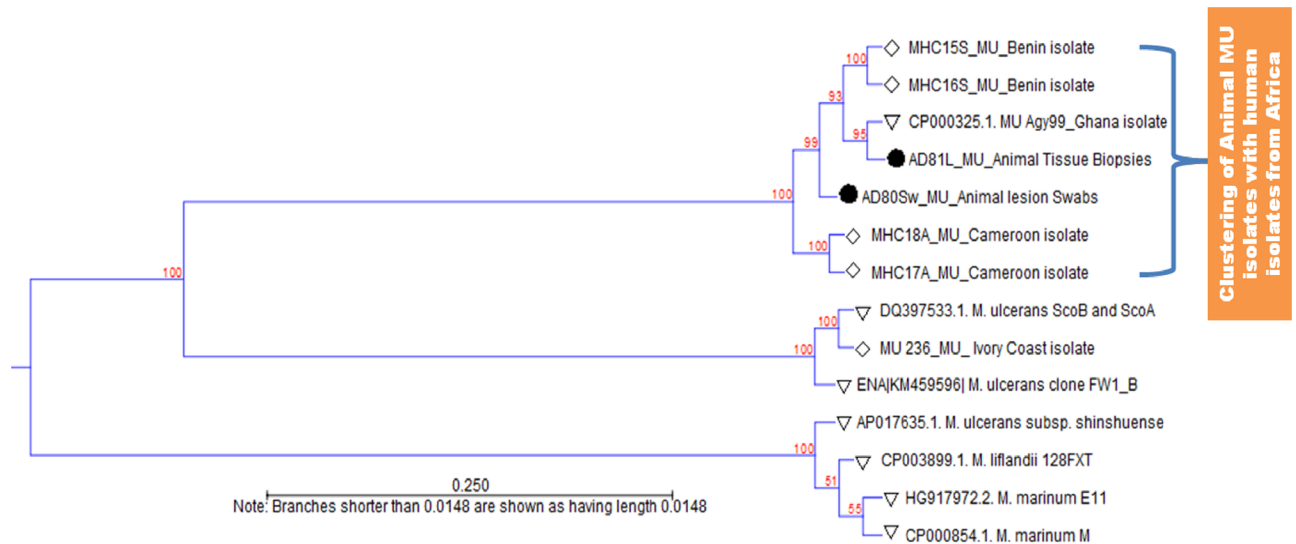 100
MHC15S_MU_Benin isolate
MHC16S_MU_Benin isolate
93
CP000325.1. MU Agy99_Ghana isolate
95
AD81L_MU_Animal Tissue Biopsies
99
AD80Sw_MU_Animal lesion Swabs
100
MHC18A_MU_Cameroon isolate
100
MHC17A_MU_Cameroon isolate
100
DQ397533.1. M. ulcerans ScoB and ScoA
100
MU 236_MU_ Ivory Coast isolate
100
ENA|KM459596| M. ulcerans clone FW1_B
AP017635.1. M. ulcerans subsp. shinshuense
100
CP003899.1. M. liflandii 128FXT
51
HG917972.2. M. marinum E11
55
CP000854.1. M. marinum M
0.250
Note: Branches shorter than 0.0148 are shown as having length 0.0148
Clustering of Animal MU
isolates with human
isolates from Africa